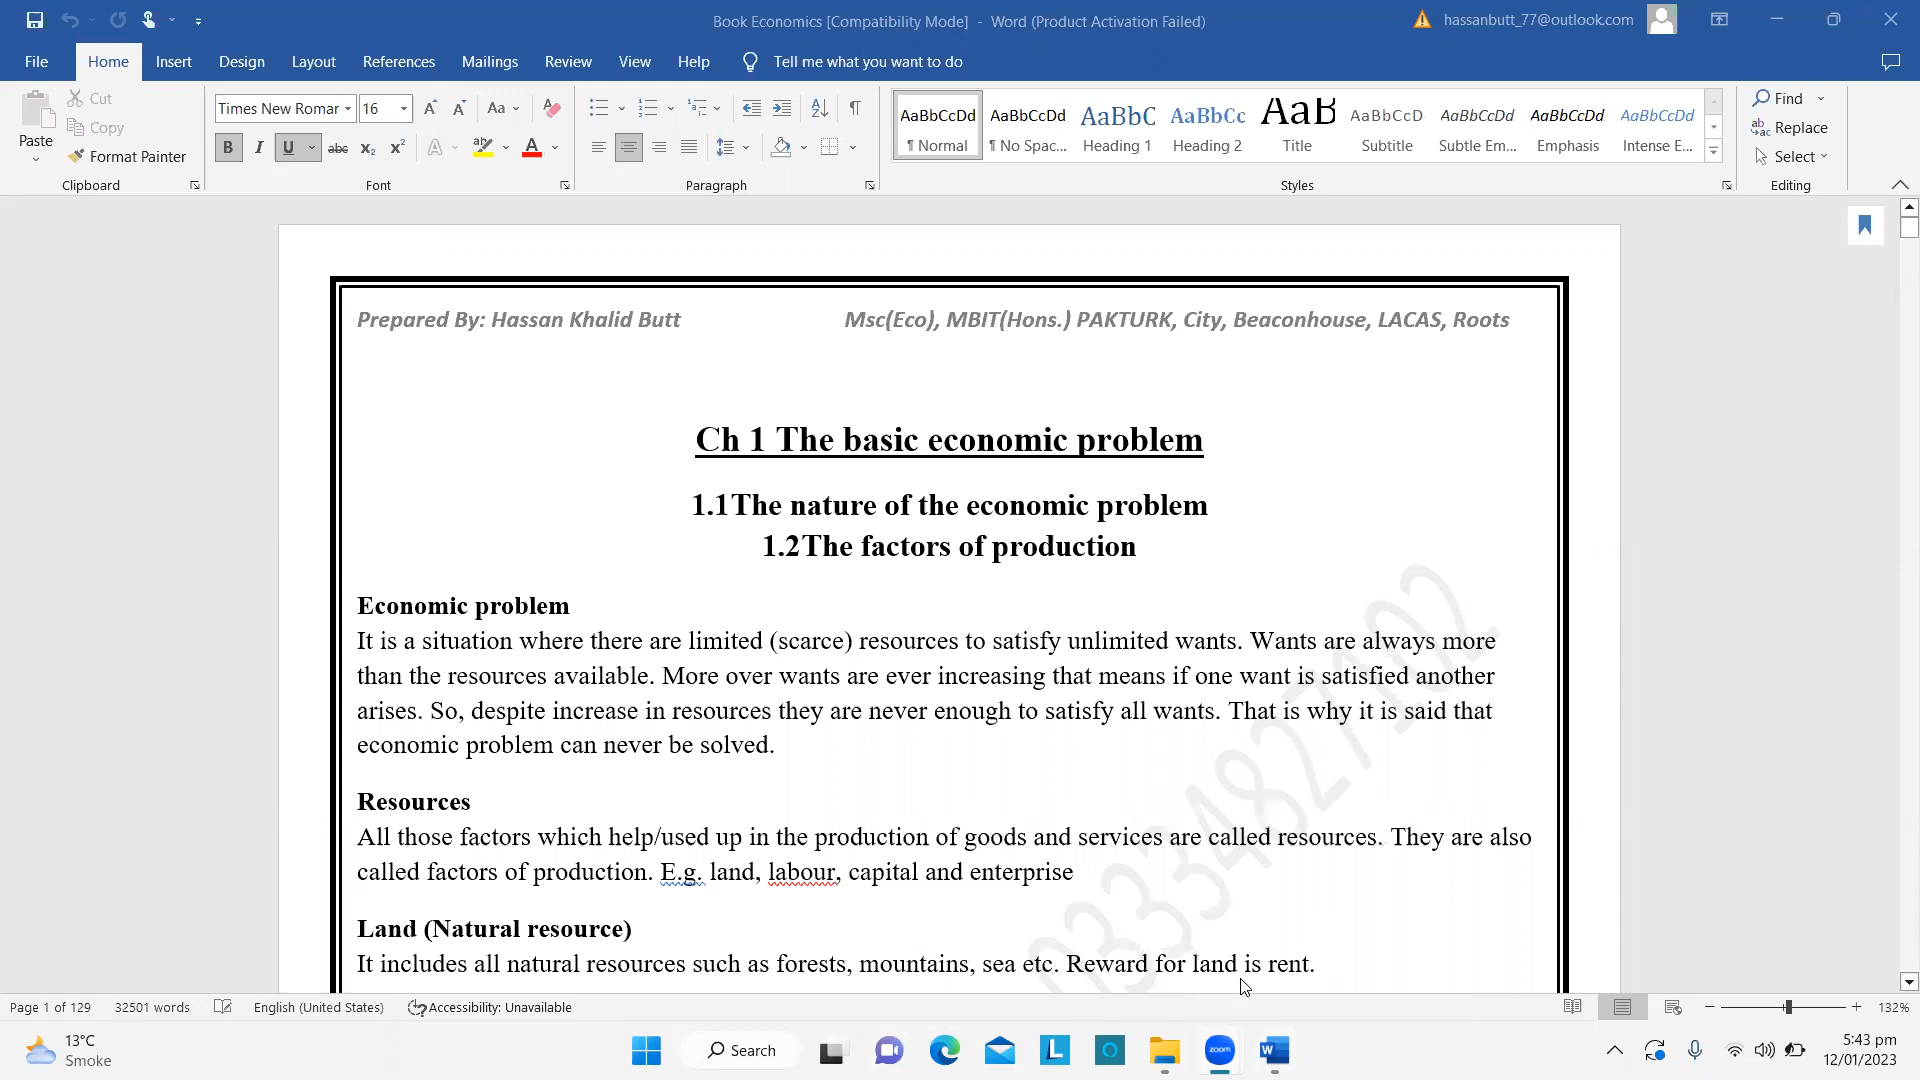 Book Economics [Compatibility Mode] - Word (Product Activation Failed)
hassanbutt_77@outlook.com
File Home Insert Design Layout References Mailings Review View Help Tell me what you want to do
Paste
Cut
Copy
Format Painter
Clipboard
Times New Romar 16
Font
Paragraph
AaBbCcDd AaBbCcDd AaBbC AaBbCc AaB AaBbCcD AaBbCcDd AaBbCcDd AaBbCcDd
¶ Normal ¶ No Spac... Heading 1 Heading 2 Title Subtitle Subtle Em... Emphasis Intense E...
Styles
Find
Replace
Select
Editing
Prepared By: Hassan Khalid Butt Msc(Eco), MBIT(Hons.) PAKTURK, City, Beaconhouse, LACAS, Roots
Ch 1 The basic economic problem
1.1The nature of the economic problem
1.2The factors of production
Economic problem
It is a situation where there are limited (scarce) resources to satisfy unlimited wants. Wants are always more
than the resources available. More over wants are ever increasing that means if one want is satisfied another
arises. So, despite increase in resources they are never enough to satisfy all wants. That is why it is said that
economic problem can never be solved.
Resources
All those factors which help/used up in the production of goods and services are called resources. They are also
called factors of production. E.g. land, labour, capital and enterprise
Land (Natural resource)
It includes all natural resources such as forests, mountains, sea etc. Reward for land is rent.
03334827102
Page 1 of 129 32501 words English (United States) Accessibility: Unavailable 132%
13°C
Smoke
Search
zoom
5:43 pm
12/01/2023